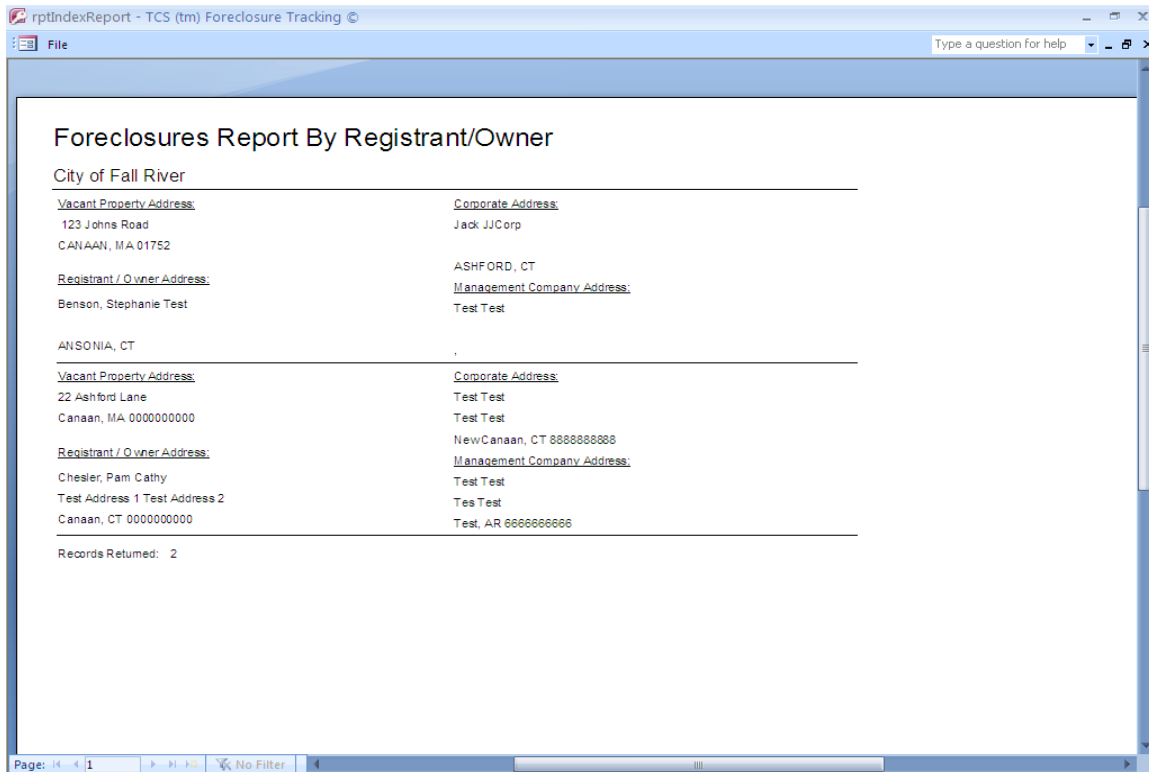 rptIndexReport - TCS (tm) Foreclosure Tracking ©
File
Type a question for help
Foreclosures Report By Registrant/Owner
City of Fall River
Vacant Property Address:
123 Johns Road
CANAAN, MA 01752
Registrant / Owner Address:
Benson, Stephanie Test
ANSONIA, CT
Corporate Address:
Jack JJCorp
ASHFORD, CT
Management Company Address:
Test Test
,
Vacant Property Address:
22 Ashford Lane
Canaan, MA 0000000000
Registrant / Owner Address:
Chesler, Pam Cathy
Test Address 1 Test Address 2
Canaan, CT 0000000000
Corporate Address:
Test Test
Test Test
NewCanaan, CT 8888888888
Management Company Address:
Test Test
Tes Test
Test, AR 6666666666
Records Returned: 2
Page: 1 No Filter